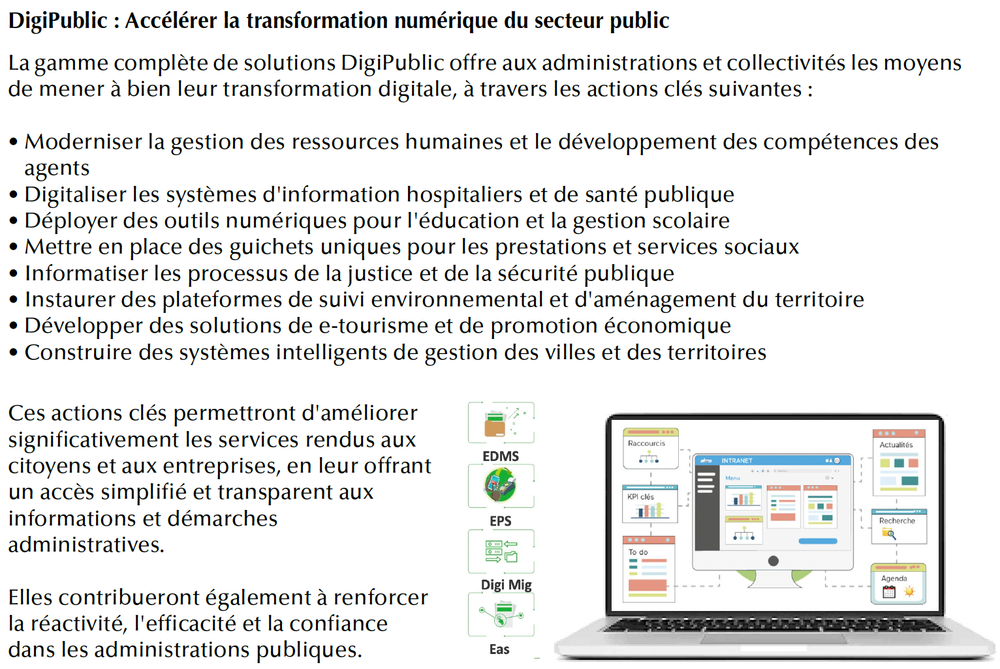 DigiPublic : Accélérer la transformation numérique du secteur public
La gamme complète de solutions DigiPublic offre aux administrations et collectivités les moyens
de mener à bien leur transformation digitale, à travers les actions clés suivantes :
• Moderniser la gestion des ressources humaines et le développement des compétences des
agents
• Digitaliser les systèmes d'information hospitaliers et de santé publique
• Déployer des outils numériques pour l'éducation et la gestion scolaire
• Mettre en place des guichets uniques pour les prestations et services sociaux
• Informatiser les processus de la justice et de la sécurité publique
• Instaurer des plateformes de suivi environnemental et d'aménagement du territoire
• Développer des solutions de e-tourisme et de promotion économique
• Construire des systèmes intelligents de gestion des villes et des territoires
Ces actions clés permettront d'améliorer
significativement les services rendus aux
citoyens et aux entreprises, en leur offrant
un accès simplifié et transparent aux
informations et démarches
administratives.
Elles contribueront également à renforcer
la réactivité, l'efficacité et la confiance
dans les administrations publiques.
EDMS
EPS
Digi Mig
Eas
Raccourcis
KPI clés
To do
INTRANET
Menu
Actualités
Recherche
Agenda